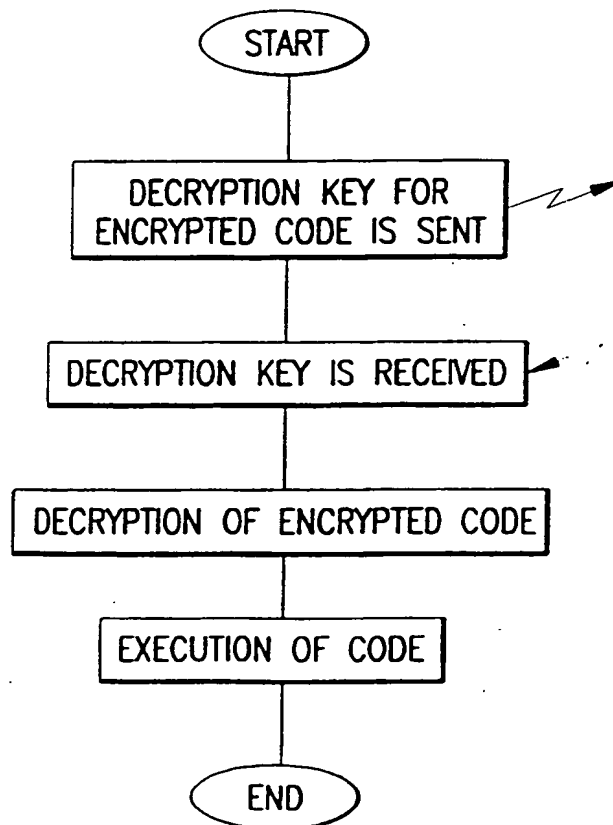 START
DECRYPTION KEY FOR
ENCRYPTED CODE IS SENT
DECRYPTION KEY IS RECEIVED
DECRYPTION OF ENCRYPTED CODE
EXECUTION OF CODE
END